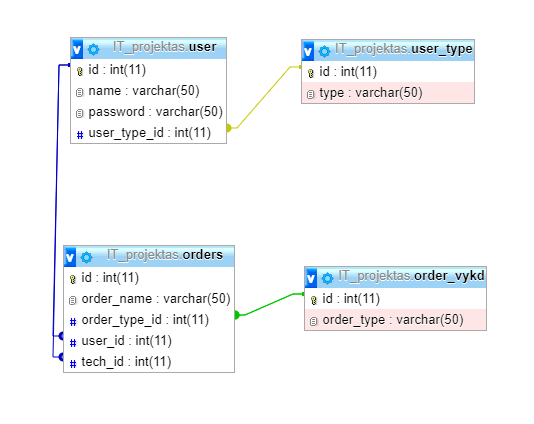 IT_projektas.user
id : int(11)
name : varchar(50)
password : varchar(50)
user_type_id : int(11)
IT_projektas.user_type
id : int(11)
type : varchar(50)
IT_projektas.orders
id : int(11)
order_name : varchar(50)
order_type_id : int(11)
user_id : int(11)
tech_id : int(11)
IT_projektas.order_vykd
id : int(11)
order_type : varchar(50)